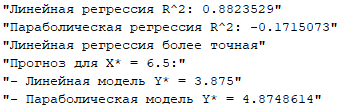 "Линейная регрессия R^2: 0.8823529"
"Параболическая регрессия R^2: -0.1715073"
"Линейная регрессия более точная"
"Прогноз для X* = 6.5:"
"- Линейная модель Y* = 3.875"
"- Параболическая модель Y* = 4.8748614"